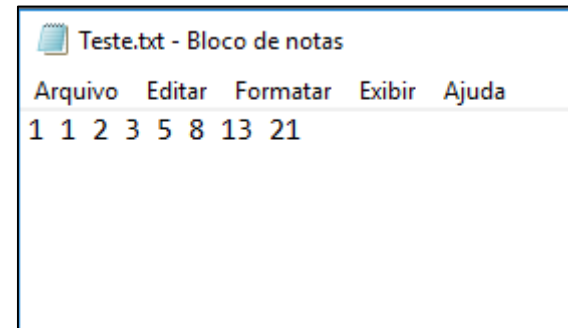 Teste.txt - Bloco de notas
Arquivo Editar Formatar Exibir Ajuda
1 1 2 3 5 8 13 21